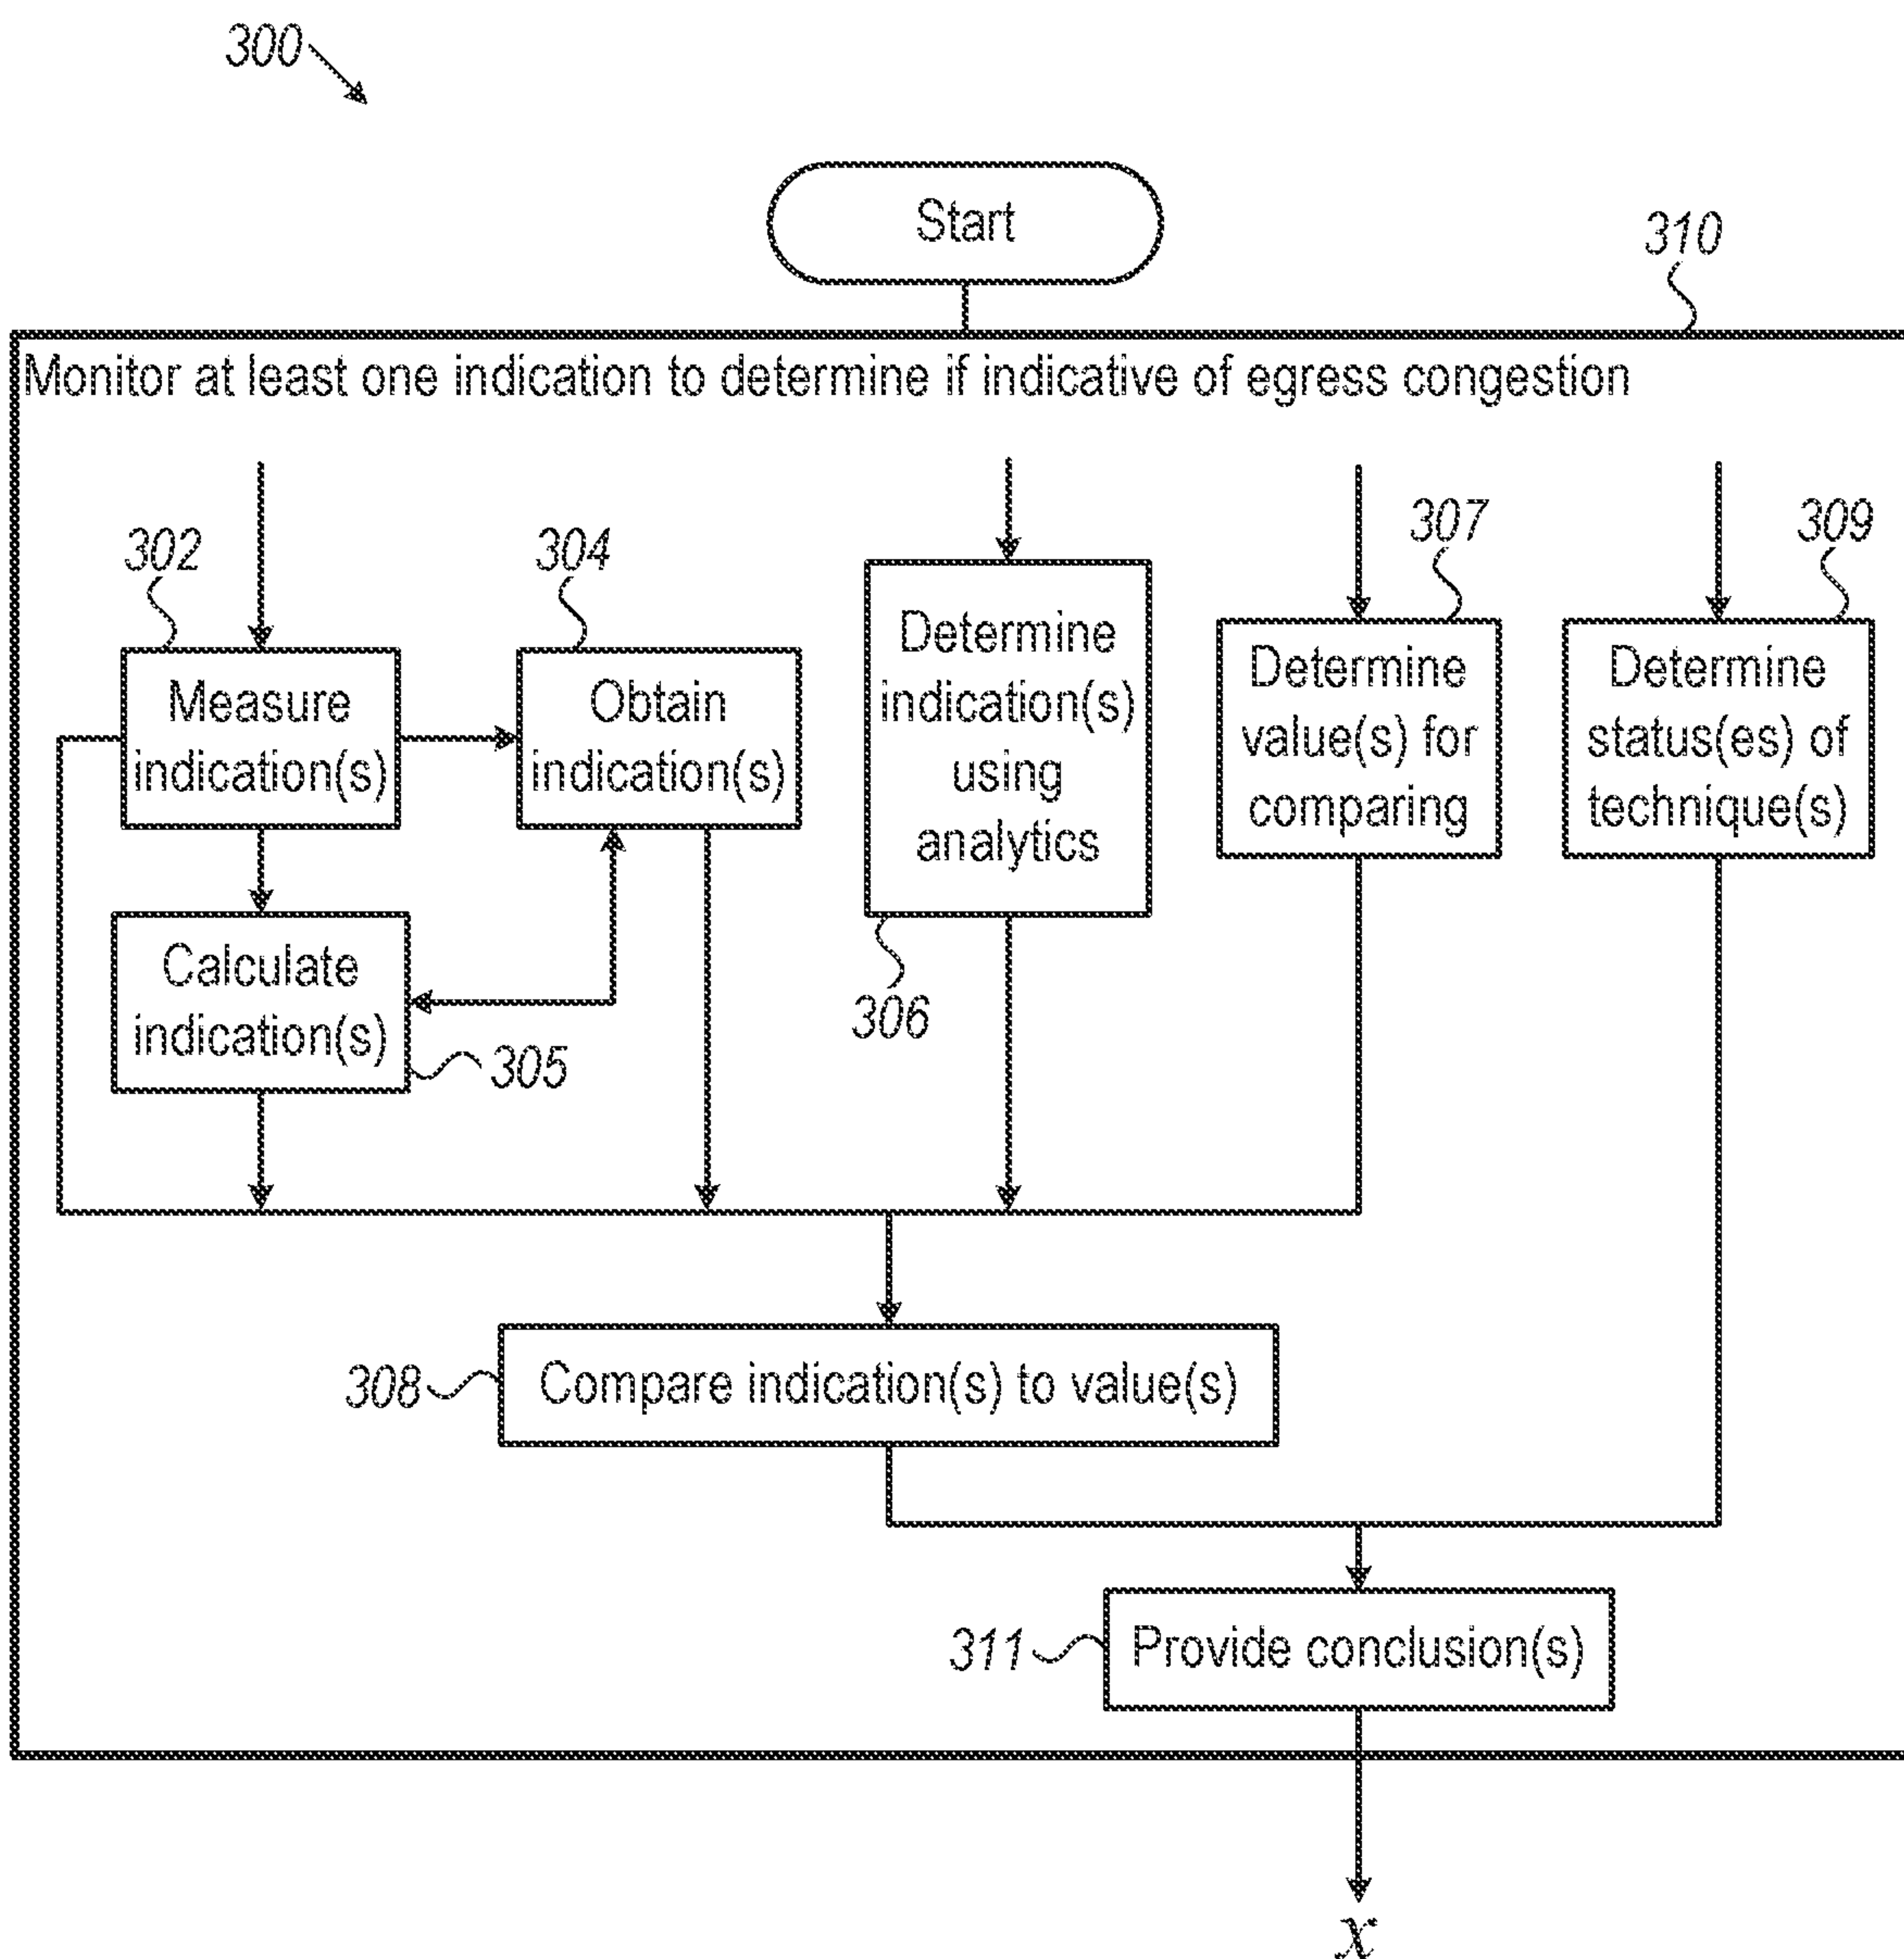 300
Start
310
Monitor at least one indication to determine if indicative of egress congestion
302
304
307
309
Measure
indication(s)
Obtain
indication(s)
Determine
indication(s)
using
analytics
Determine
value(s) for
comparing
Determine
status(es) of
technique(s)
Calculate
indication(s)
305
306
308
Compare indication(s) to value(s)
311
Provide conclusion(s)
x